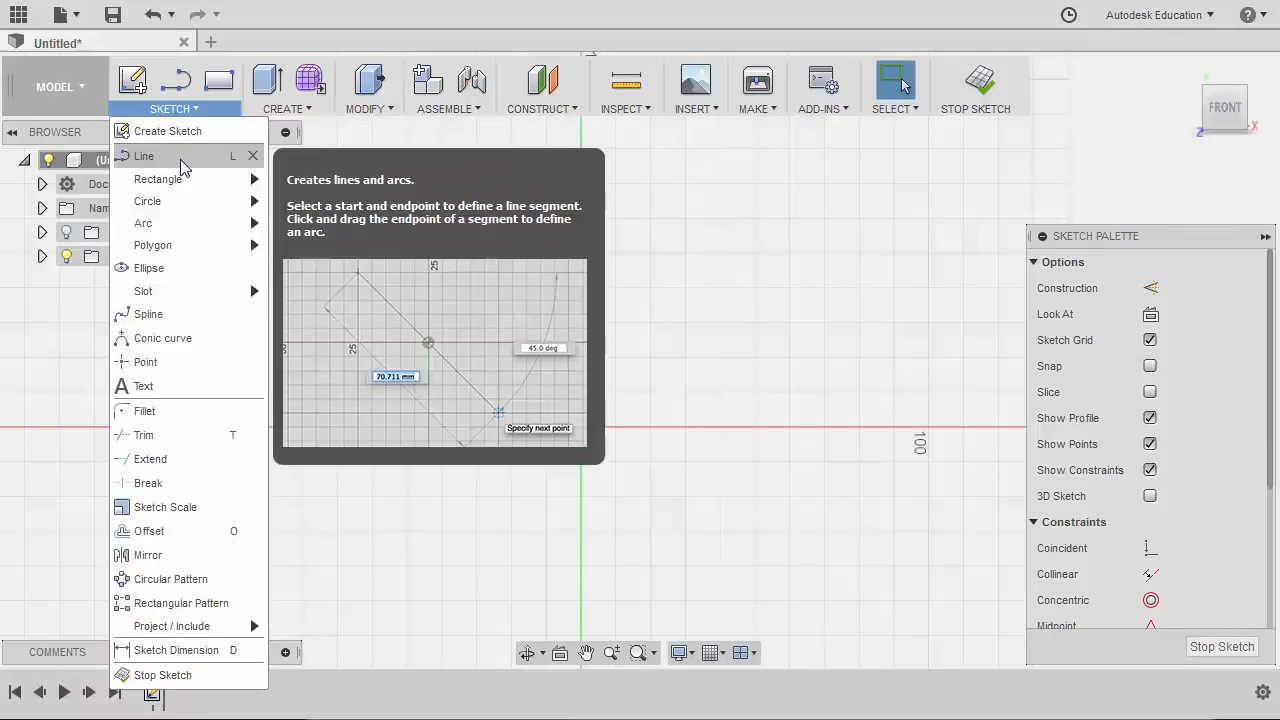 Autodesk Education
Untitled*
MODEL
SKETCH
CREATE
MODIFY
ASSEMBLE
CONSTRUCT
INSPECT
INSERT
MAKE
ADD-INS
SELECT
STOP SKETCH
FRONT
Y
X
Z
BROWSER
(Un
Doc
Nam
Create Sketch
Line L
Rectangle
Circle
Arc
Polygon
Ellipse
Slot
Spline
Conic curve
Point
Text
Fillet
Trim T
Extend
Break
Sketch Scale
Offset O
Mirror
Circular Pattern
Rectangular Pattern
Project / Include
Sketch Dimension D
Stop Sketch
Creates lines and arcs.
Select a start and endpoint to define a line segment.
Click and drag the endpoint of a segment to define
an arc.
25
25
45.0 deg
70.711 mm
Specify next point
100
SKETCH PALETTE
Options
Construction
Look At
Sketch Grid
Snap
Slice
Show Profile
Show Points
Show Constraints
3D Sketch
Constraints
Coincident
Collinear
Concentric
Midpoint
Stop Sketch
COMMENTS